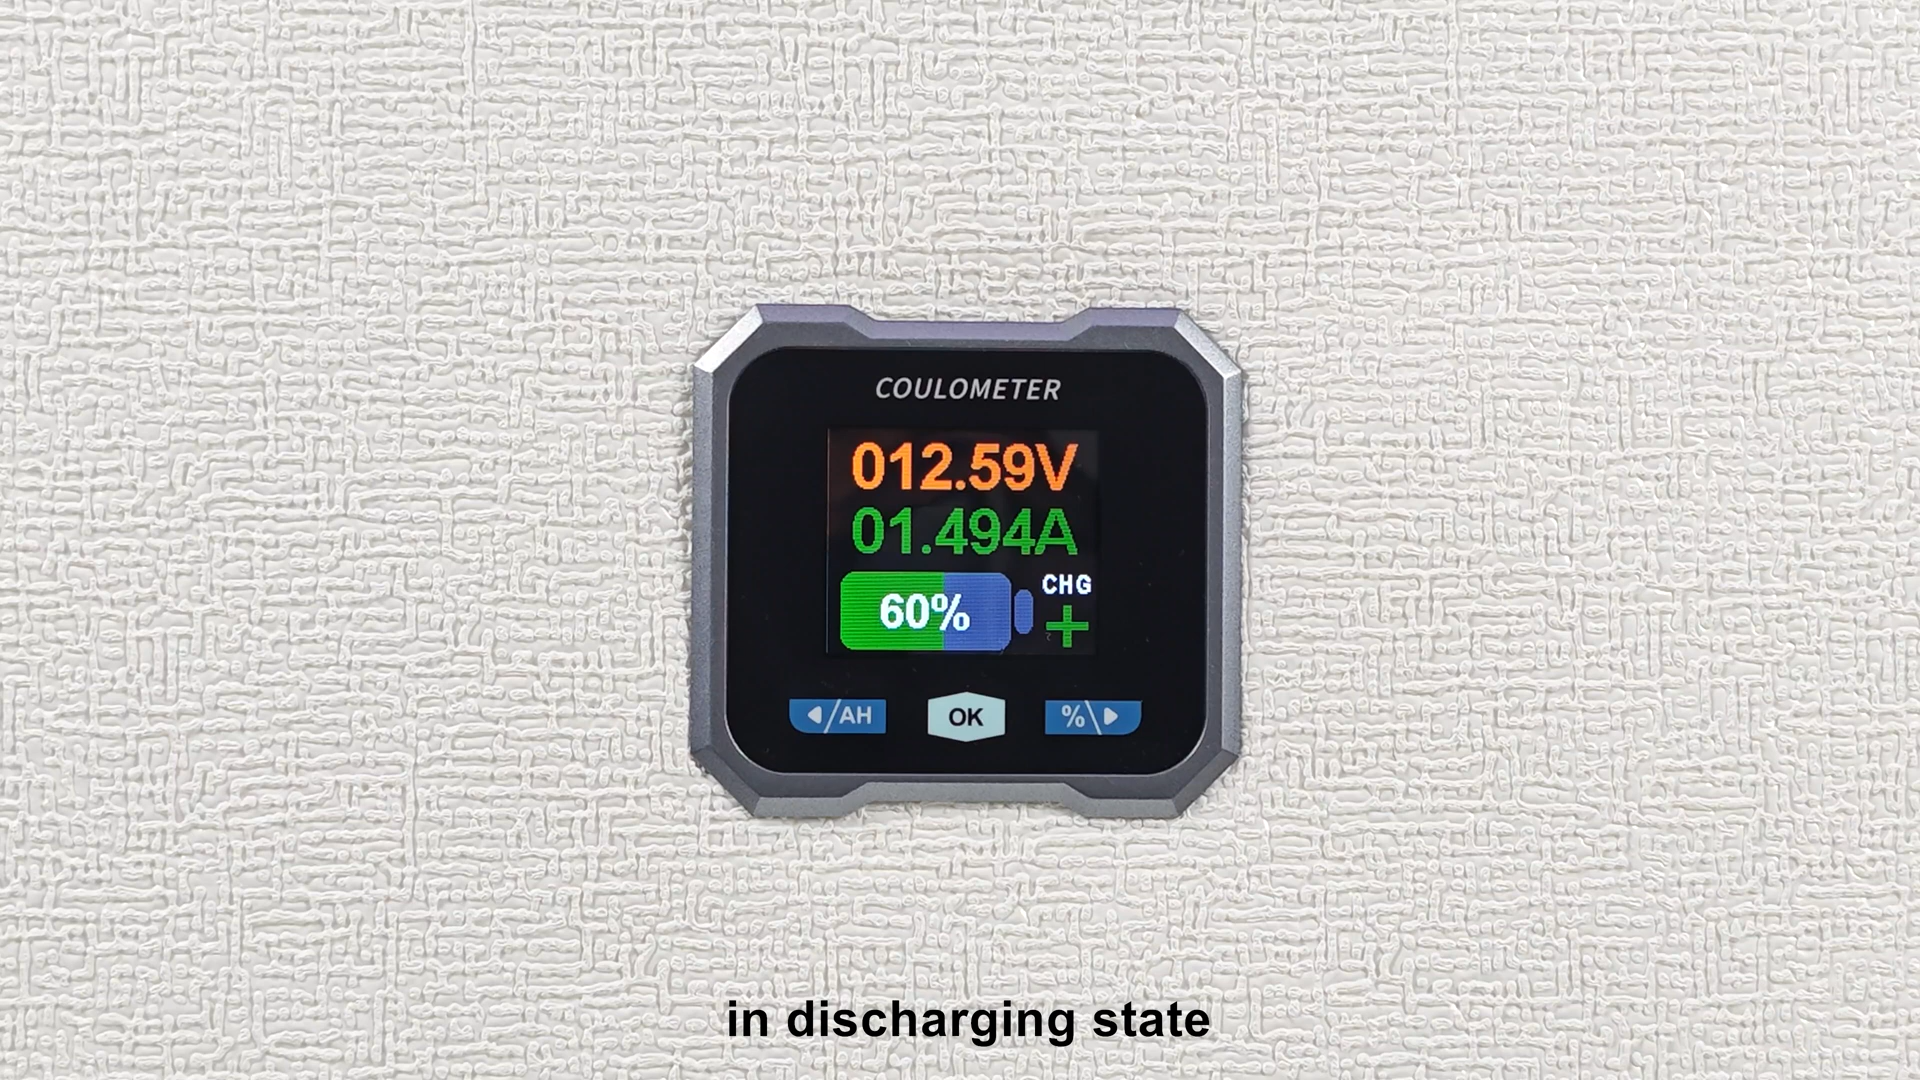 COULOMETER
012.59V
01.494A
60%
CHG
+
◀/AH
OK
%\▶
in discharging state